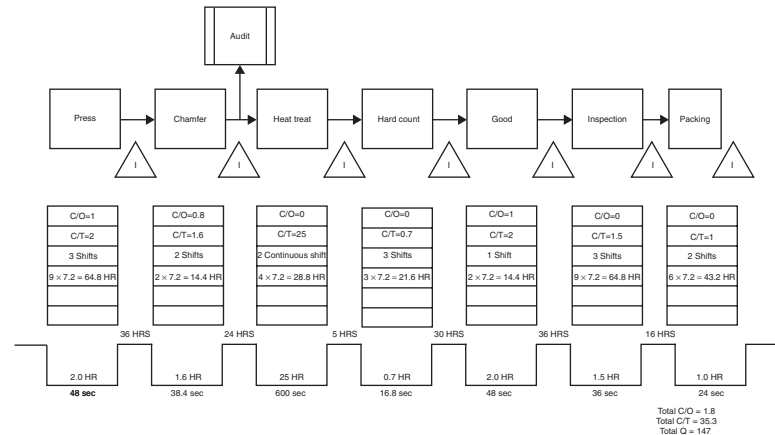 Audit
Press
Chamfer
Heat treat
Hard count
Good
Inspection
Packing
I
I
I
I
I
I
I
C/O=1
C/T=2
3 Shifts
9 × 7.2 = 64.8 HR
C/O=0.8
C/T=1.6
2 Shifts
2 × 7.2 = 14.4 HR
C/O=0
C/T=25
2 Continuous shift
4 × 7.2 = 28.8 HR
C/O=0
C/T=0.7
3 Shifts
3 × 7.2 = 21.6 HR
C/O=1
C/T=2
1 Shift
2 × 7.2 = 14.4 HR
C/O=0
C/T=1.5
3 Shifts
9 × 7.2 = 64.8 HR
C/O=0
C/T=1
2 Shifts
6 × 7.2 = 43.2 HR
36 HRS
24 HRS
5 HRS
30 HRS
36 HRS
16 HRS
2.0 HR
1.6 HR
25 HR
0.7 HR
2.0 HR
1.5 HR
1.0 HR
48 sec
38.4 sec
600 sec
16.8 sec
48 sec
36 sec
24 sec
Total C/O = 1.8
Total C/T = 35.3
Total Q = 147